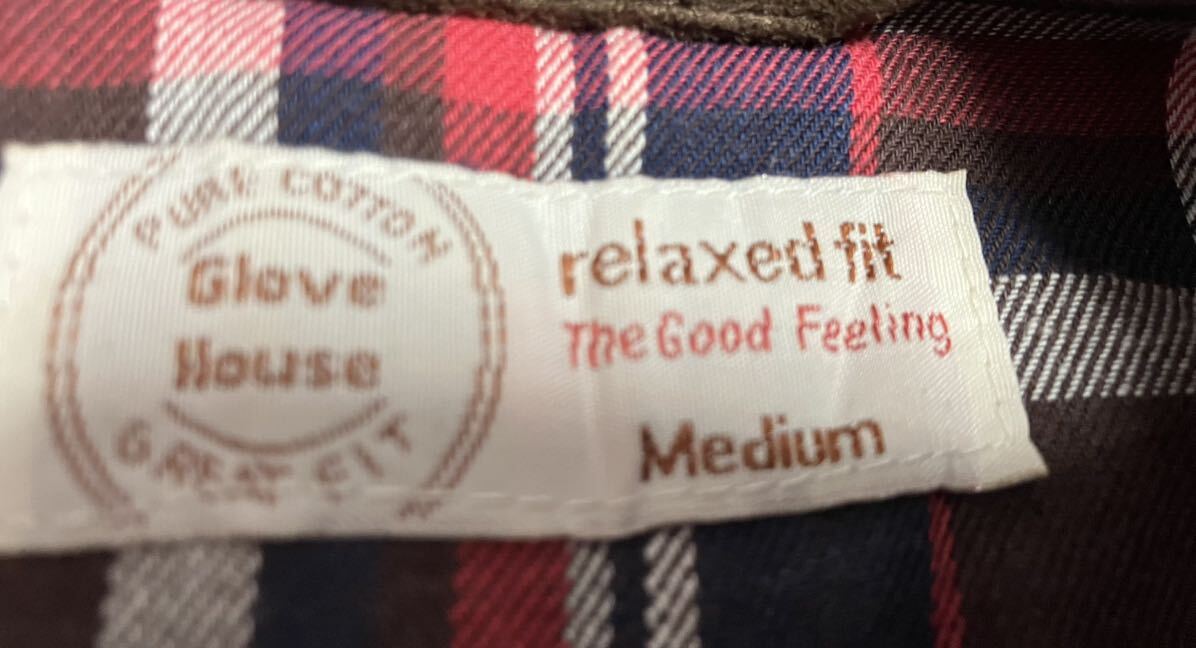 PURE COTTON
Glove
House
GREAT FIT
relaxed fit
The Good Feeling
Medium